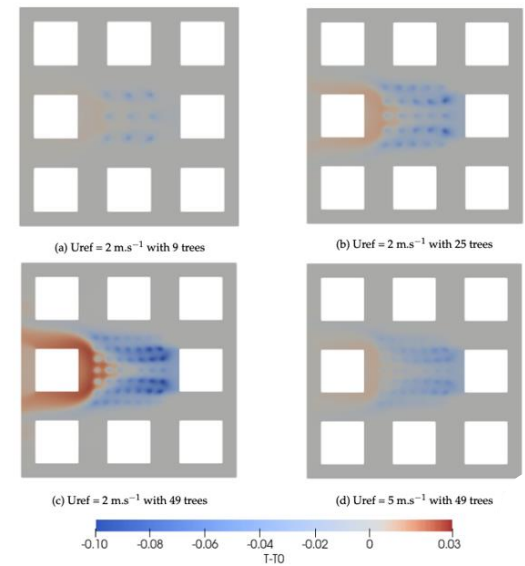 (a) Uref = 2 m.s⁻¹ with 9 trees
(b) Uref = 2 m.s⁻¹ with 25 trees
(c) Uref = 2 m.s⁻¹ with 49 trees
(d) Uref = 5 m.s⁻¹ with 49 trees
-0.10 -0.08 -0.06 -0.04 -0.02 0 0.03
T-T0